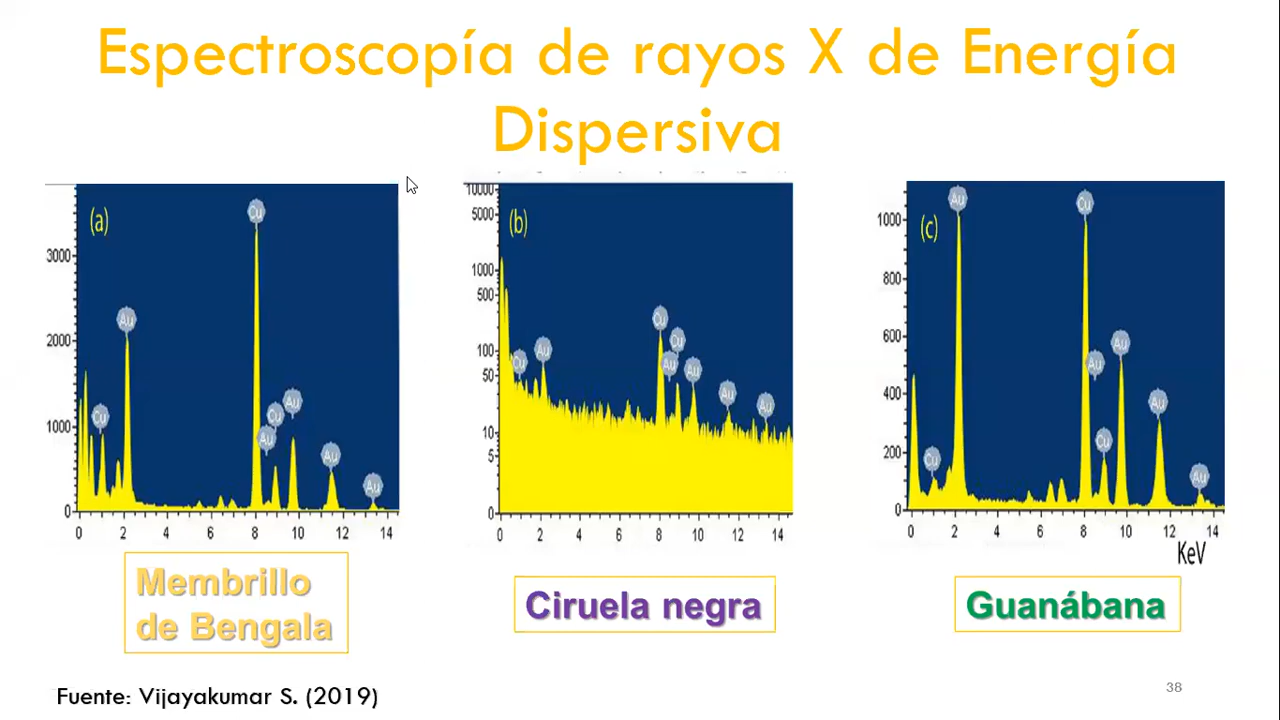 Espectroscopía de rayos X de Energía
Dispersiva
(a)
3000
2000
1000
0
Cu
Au
Cu
Au
Cu
Au
Au
Au
0 2 4 6 8 10 12 14
(b)
10000
5000
1000
500
100
50
10
5
0
Cu
Au
Cu
Au
Cu
Au
Au
Au
0 2 4 6 8 10 12 14
(c)
1000
800
600
400
200
0
Cu
Au
Cu
Au
Cu
Au
Au
Au
0 2 4 6 8 10 12 14
KeV
Membrillo
de Bengala
Ciruela negra
Guanábana
Fuente: Vijayakumar S. (2019)
38